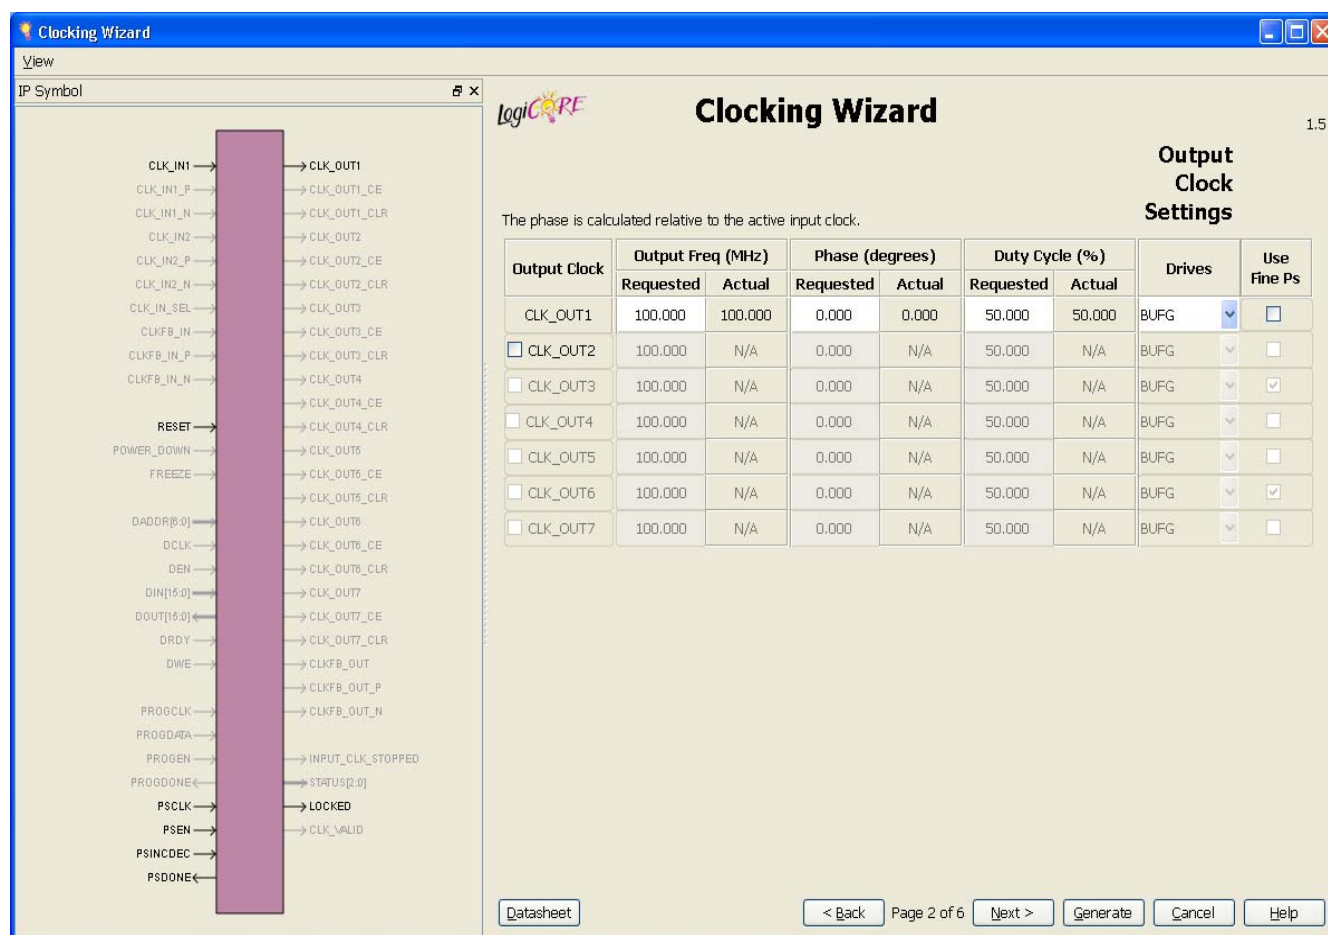 Clocking Wizard
View
IP Symbol
CLK_IN1
CLK_IN1_P
CLK_IN1_N
CLK_IN2
CLK_IN2_P
CLK_IN2_N
CLK_IN_SEL
CLKFB_IN
CLKFB_IN_P
CLKFB_IN_N
RESET
POWER_DOWN
FREEZE
DADDR[6:0]
DCLK
DEN
DIN[15:0]
DOUT[15:0]
DRDY
DWE
PROGCLK
PROGDATA
PROGEN
PROGDONE
PSCLK
PSEN
PSINCDEC
PSDONE
CLK_OUT1
CLK_OUT1_CE
CLK_OUT1_CLR
CLK_OUT2
CLK_OUT2_CE
CLK_OUT2_CLR
CLK_OUT3
CLK_OUT3_CE
CLK_OUT3_CLR
CLK_OUT4
CLK_OUT4_CE
CLK_OUT4_CLR
CLK_OUT5
CLK_OUT5_CE
CLK_OUT5_CLR
CLK_OUT6
CLK_OUT6_CE
CLK_OUT6_CLR
CLK_OUT7
CLK_OUT7_CE
CLK_OUT7_CLR
CLKFB_OUT
CLKFB_OUT_P
CLKFB_OUT_N
INPUT_CLK_STOPPED
STATUS[2:0]
LOCKED
CLK_VALID
logiCORE
Clocking Wizard
1.5
Output
Clock
Settings
The phase is calculated relative to the active input clock.
Output Clock Output Freq (MHz) Phase (degrees) Duty Cycle (%) Drives Use Fine Ps
Requested Actual Requested Actual Requested Actual
CLK_OUT1 100.000 100.000 0.000 0.000 50.000 50.000 BUFG
CLK_OUT2 100.000 N/A 0.000 N/A 50.000 N/A BUFG
CLK_OUT3 100.000 N/A 0.000 N/A 50.000 N/A BUFG
CLK_OUT4 100.000 N/A 0.000 N/A 50.000 N/A BUFG
CLK_OUT5 100.000 N/A 0.000 N/A 50.000 N/A BUFG
CLK_OUT6 100.000 N/A 0.000 N/A 50.000 N/A BUFG
CLK_OUT7 100.000 N/A 0.000 N/A 50.000 N/A BUFG
Datasheet < Back Page 2 of 6 Next > Generate Cancel Help